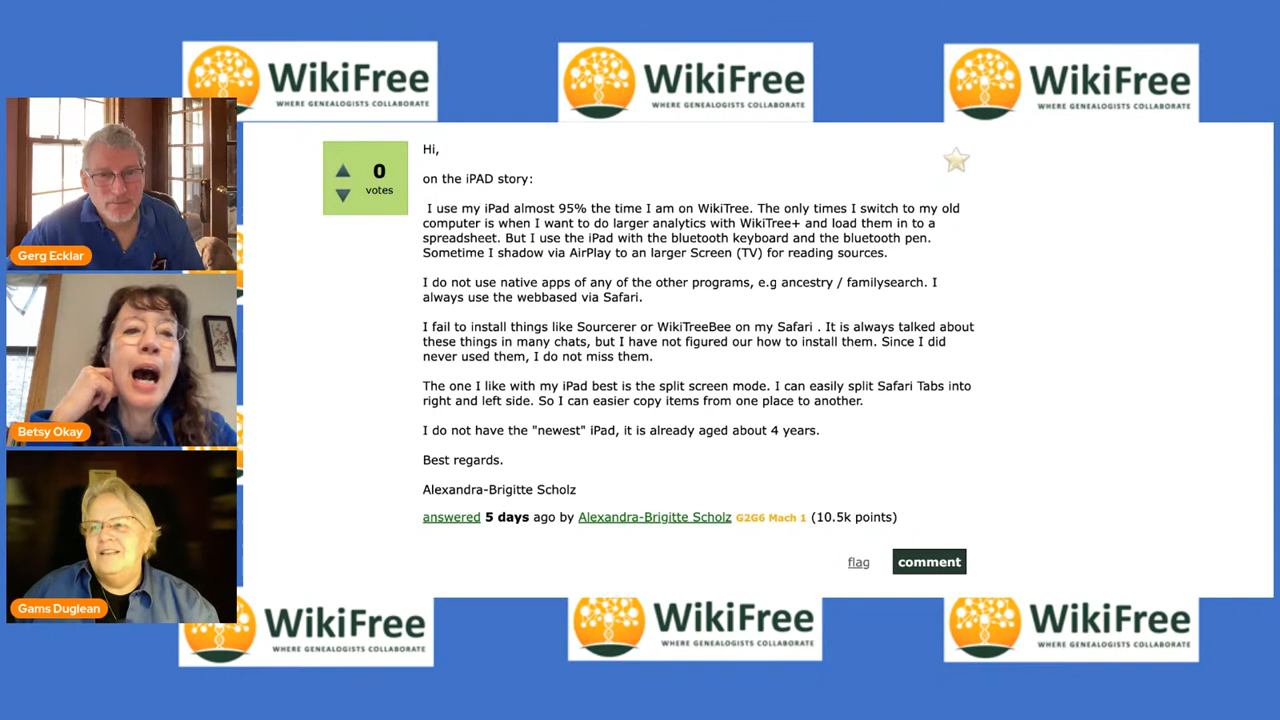 WikiFree
WHERE GENEALOGISTS COLLABORATE
WikiFree
WHERE GENEALOGISTS COLLABORATE
WikiFree
WHERE GENEALOGISTS COLLABORATE
Gerg Ecklar
Betsy Okay
Gams Duglean
0
votes
Hi,
on the iPAD story:
I use my iPad almost 95% the time I am on WikiTree. The only times I switch to my old
computer is when I want to do larger analytics with WikiTree+ and load them in to a
spreadsheet. But I use the iPad with the bluetooth keyboard and the bluetooth pen.
Sometime I shadow via AirPlay to an larger Screen (TV) for reading sources.
I do not use native apps of any of the other programs, e.g ancestry / familysearch. I
always use the webbased via Safari.
I fail to install things like Sourcerer or WikiTreeBee on my Safari . It is always talked about
these things in many chats, but I have not figured our how to install them. Since I did
never used them, I do not miss them.
The one I like with my iPad best is the split screen mode. I can easily split Safari Tabs into
right and left side. So I can easier copy items from one place to another.
I do not have the "newest" iPad, it is already aged about 4 years.
Best regards.
Alexandra-Brigitte Scholz
answered 5 days ago by Alexandra-Brigitte Scholz G2G6 Mach 1 (10.5k points)
flag comment
WikiFree
WHERE GENEALOGISTS COLLABORATE
WikiFree
WHERE GENEALOGISTS COLLABORATE
WikiFree
WHERE GENEALOGISTS COLLABORATE